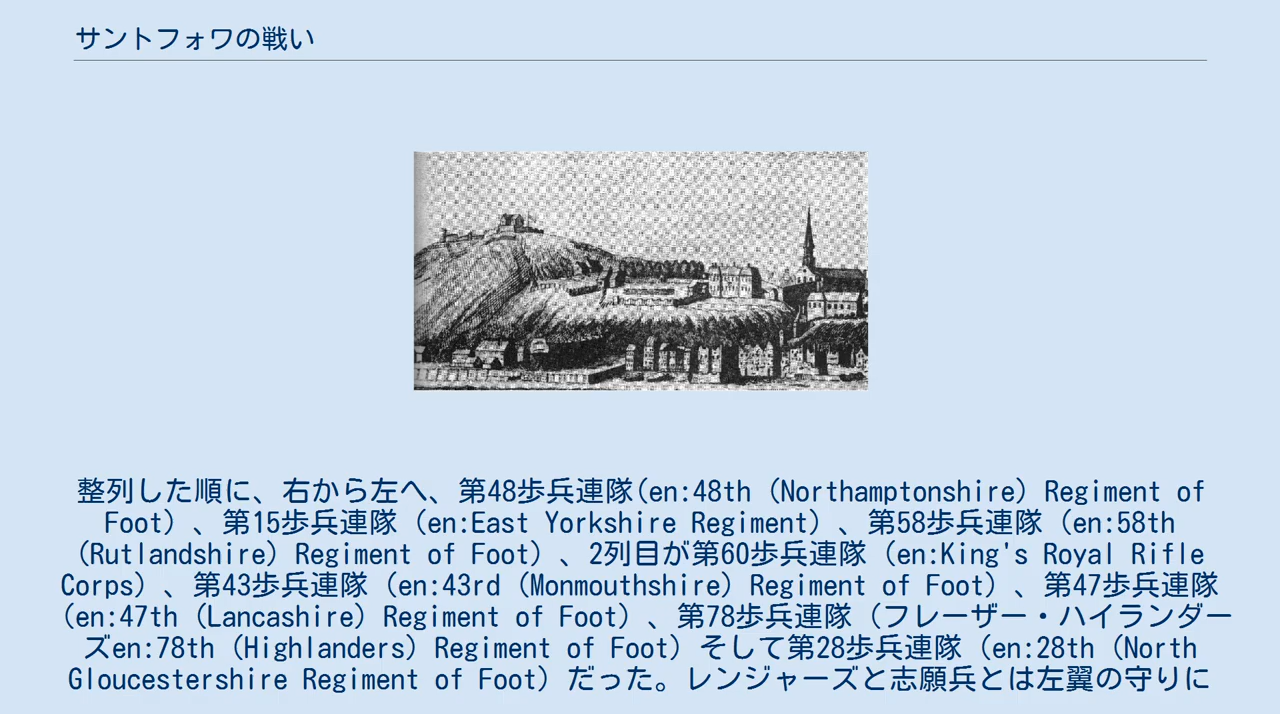 サントフォワの戦い
整列した順に、右から左へ、第48歩兵連隊(en:48th (Northamptonshire) Regiment of
Foot) 、第15歩兵連隊 (en:East Yorkshire Regiment) 、第58歩兵連隊 (en:58th
(Rutlandshire) Regiment of Foot) 、2列目が第60歩兵連隊 (en:King's Royal Rifle
Corps) 、第43歩兵連隊 (en:43rd (Monmouthshire) Regiment of Foot) 、第47歩兵連隊
(en:47th (Lancashire) Regiment of Foot) 、第78歩兵連隊 (フレーザー・ハイランダー
ズen:78th (Highlanders) Regiment of Foot) そして第28歩兵連隊 (en:28th (North
Gloucestershire Regiment of Foot) だった。レンジャーズと志願兵とは左翼の守りに